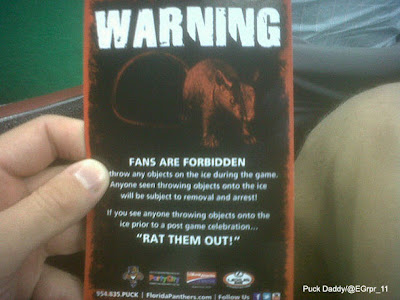 WARNING
FANS ARE FORBIDDEN
throw any objects on the ice during the game.
Anyone seen throwing objects onto the ice
will be subject to removal and arrest!
If you see anyone throwing objects onto the
ice prior to a post game celebration...
"RAT THEM OUT!"
Party City
954.835.PUCK | FloridaPanthers.com | Follow Us
Puck Daddy/@EGrpr_11